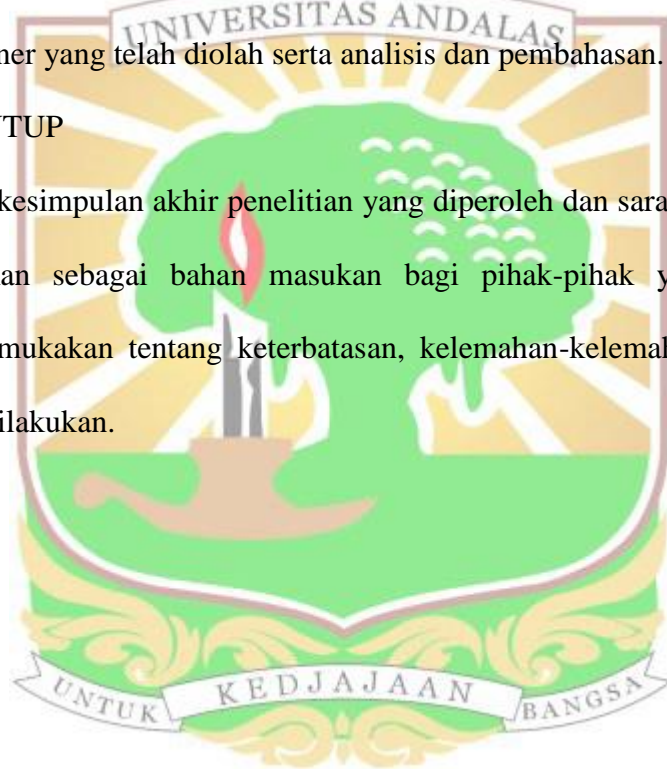 UNIVERSITAS ANDALAS
ner yang telah diolah serta analisis dan pembahasan.
TUP
kesimpulan akhir penelitian yang diperoleh dan sara
an sebagai bahan masukan bagi pihak-pihak y
mukakan tentang keterbatasan, kelemahan-kelemah
ilakukan.
UNTUK KEDJAJAAN BANGSA